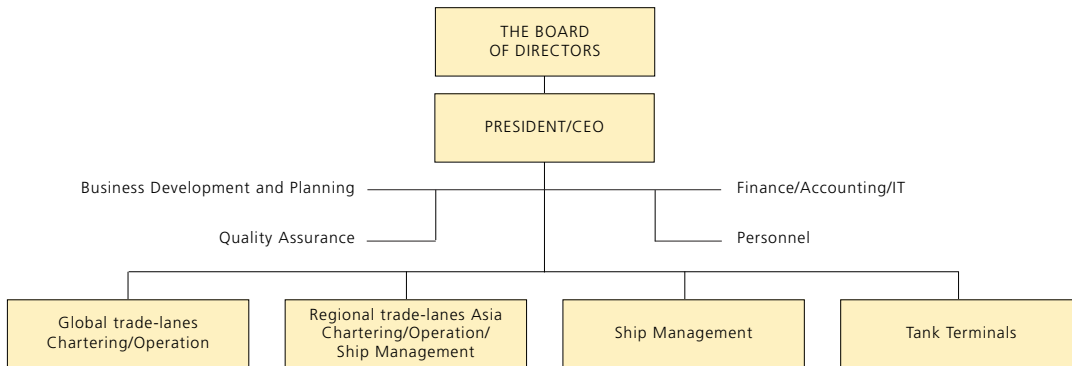 THE BOARD
OF DIRECTORS
PRESIDENT/CEO
Business Development and Planning
Finance/Accounting/IT
Quality Assurance
Personnel
Global trade-lanes
Chartering/Operation
Regional trade-lanes Asia
Chartering/Operation/
Ship Management
Ship Management
Tank Terminals